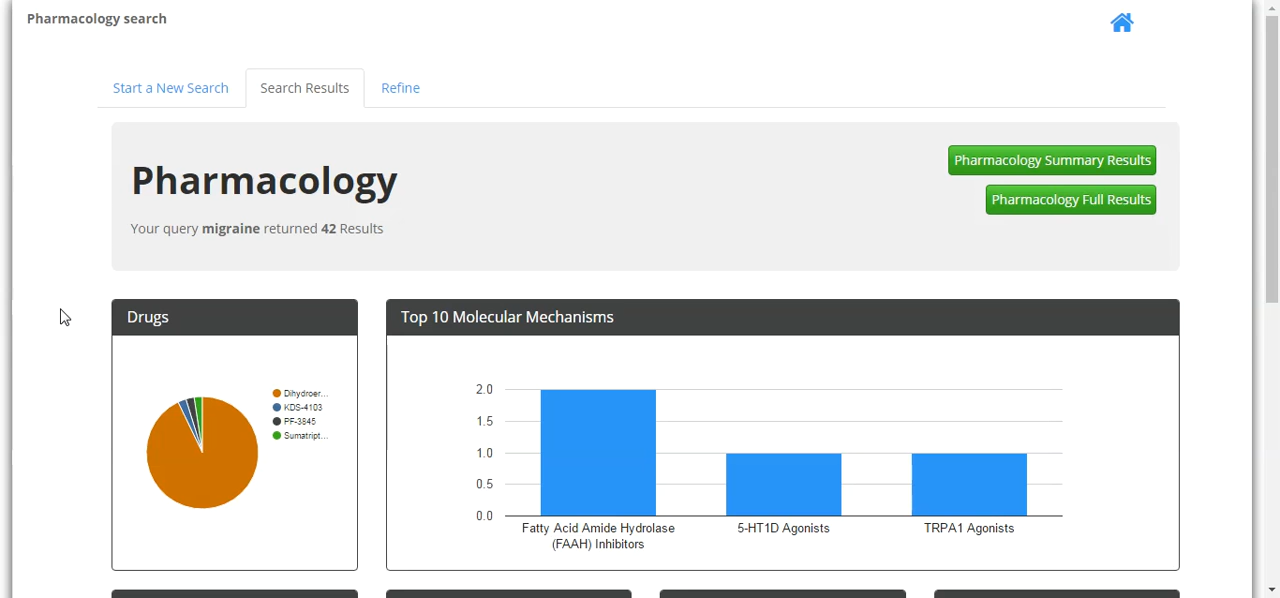 Pharmacology search
Start a New Search
Search Results
Refine
Pharmacology
Your query migraine returned 42 Results
Pharmacology Summary Results
Pharmacology Full Results
Drugs
Dihydroer...
KDS-4103
PF-3845
Sumatript...
Top 10 Molecular Mechanisms
2.0
1.5
1.0
0.5
0.0
Fatty Acid Amide Hydrolase
(FAAH) Inhibitors
5-HT1D Agonists
TRPA1 Agonists